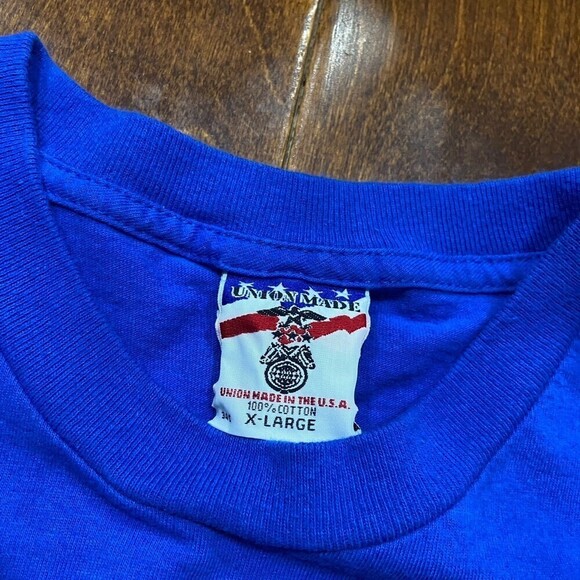 UNION MADE
UNION MADE IN THE U.S.A.
100% COTTON
X-LARGE